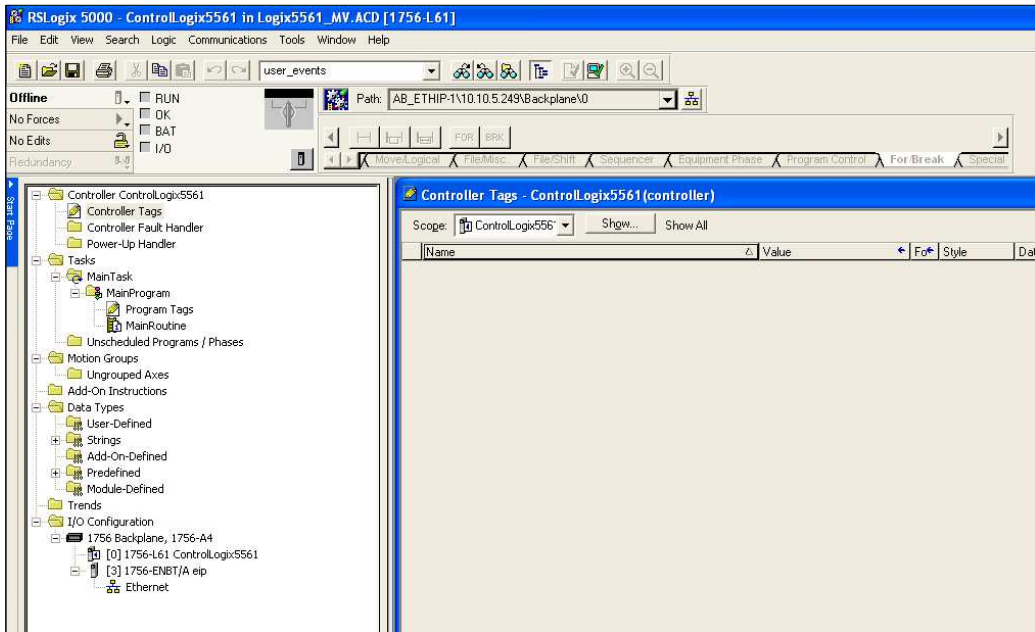 RSLogix 5000 - ControlLogix5561 in Logix5561_MV.ACD [1756-L61]
File Edit View Search Logic Communications Tools Window Help
user_events
Offline
RUN
Path: AB_ETHIP-1\10.10.5.249\Backplane\0
No Forces
OK
BAT
No Edits
I/O
FOR BRK
Redundancy
Move/Logical File/Misc. File/Shift Sequencer Equipment Phase Program Control For/Break Special
Start Page
Controller ControlLogix5561
Controller Tags
Controller Fault Handler
Power-Up Handler
Tasks
MainTask
MainProgram
Program Tags
MainRoutine
Unscheduled Programs / Phases
Motion Groups
Ungrouped Axes
Add-On Instructions
Data Types
User-Defined
Strings
Add-On-Defined
Predefined
Module-Defined
Trends
I/O Configuration
1756 Backplane, 1756-A4
[0] 1756-L61 ControlLogix5561
[3] 1756-ENBT/A eip
Ethernet
Controller Tags - ControlLogix5561(controller)
Scope: ControlLogix556 Show... Show All
Name Value Fo Style Dat